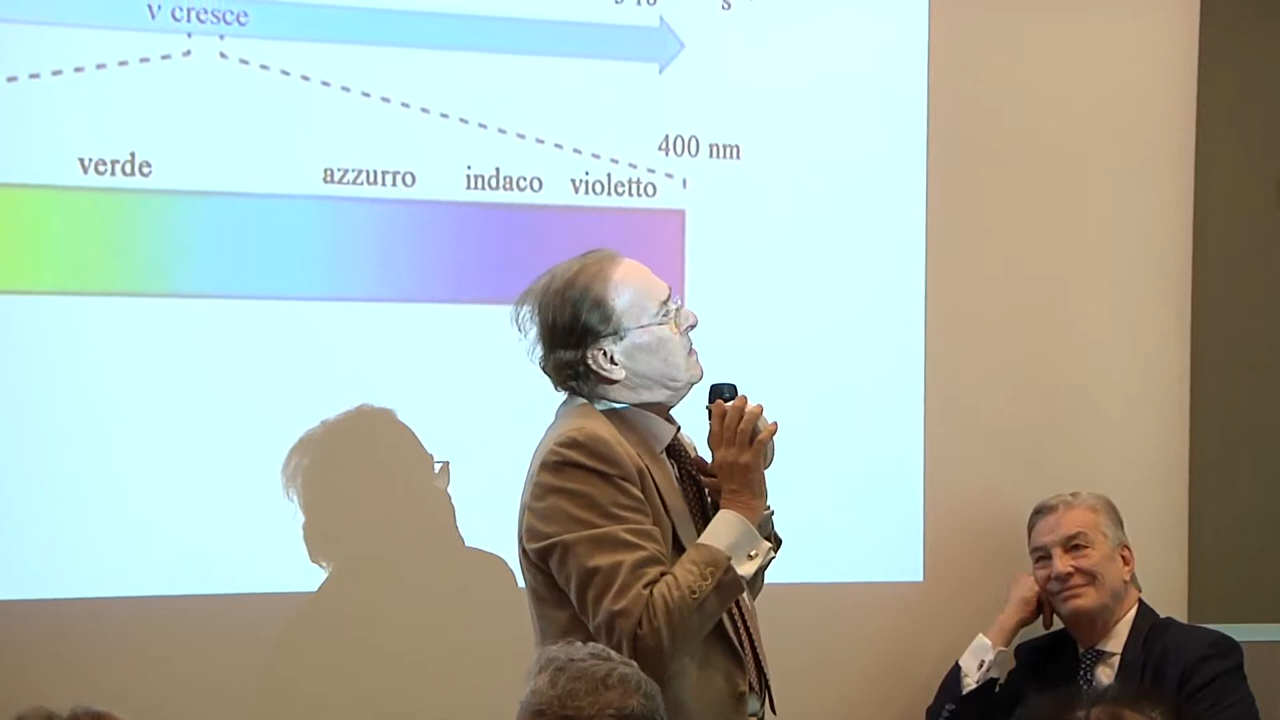 ν cresce
400 nm
verde azzurro indaco violetto